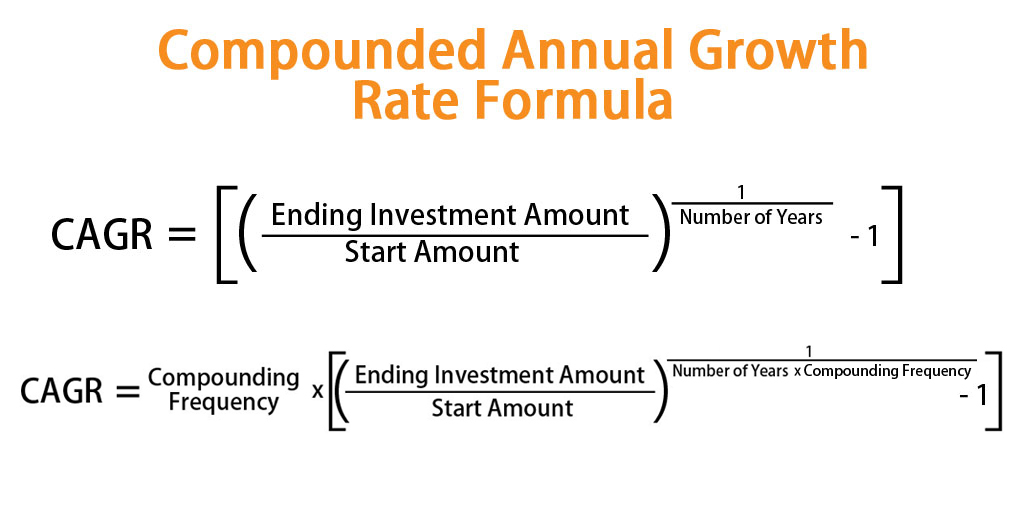 Compounded Annual Growth
Rate Formula
CAGR = [(Ending Investment Amount / Start Amount)^(1 / Number of Years) - 1]
CAGR = Compounding Frequency x [(Ending Investment Amount / Start Amount)^(1 / Number of Years x Compounding Frequency) - 1]